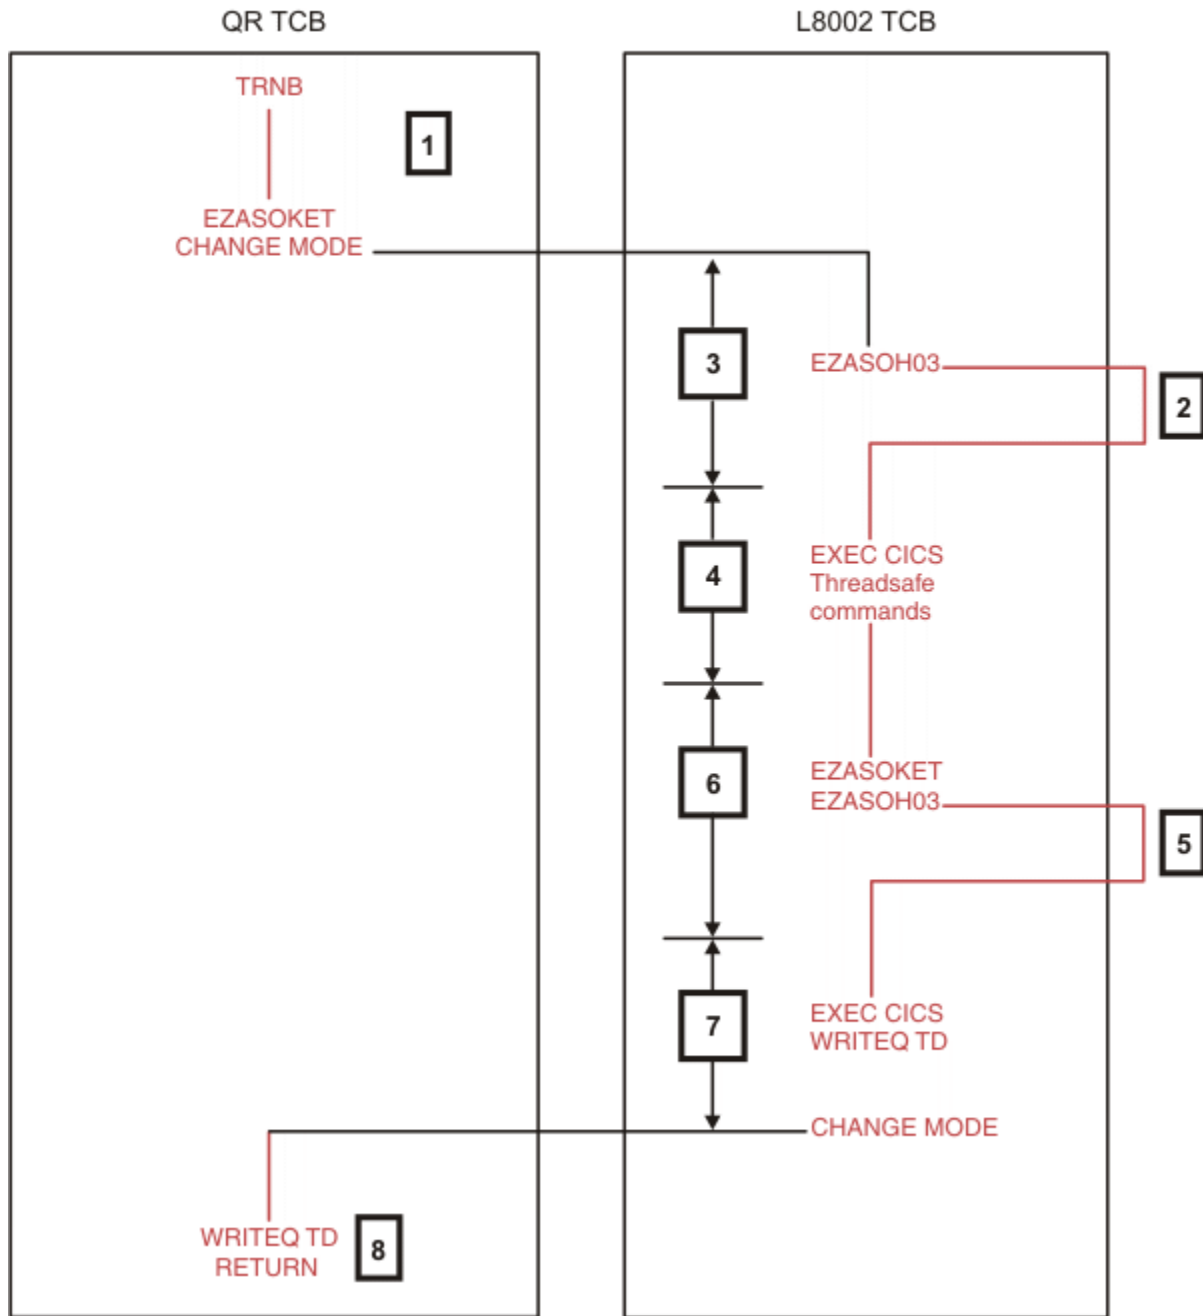 QR TCB
L8002 TCB
TRNB
1
EZASOKET
CHANGE MODE
3
EZASOH03
2
4
EXEC CICS
Threadsafe
commands
6
EZASOKET
EZASOH03
5
7
EXEC CICS
WRITEQ TD
CHANGE MODE
WRITEQ TD
RETURN
8